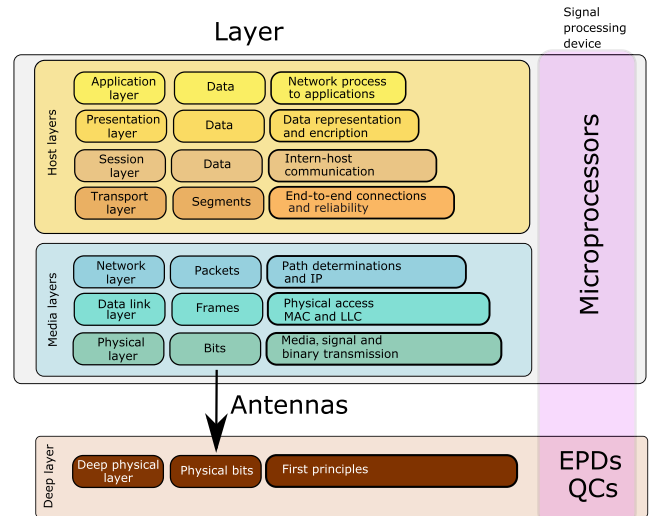 Layer
Signal
processing
device
Host layers
Application
layer
Data
Network process
to applications
Presentation
layer
Data
Data representation
and encription
Session
layer
Data
Intern-host
communication
Transport
layer
Segments
End-to-end connections
and reliability
Microprocessors
Media layers
Network
layer
Packets
Path determinations
and IP
Data link
layer
Frames
Physical access
MAC and LLC
Physical
layer
Bits
Media, signal and
binary transmission
Antennas
Deep layer
Deep physical
layer
Physical bits
First principles
EPDs
QCs